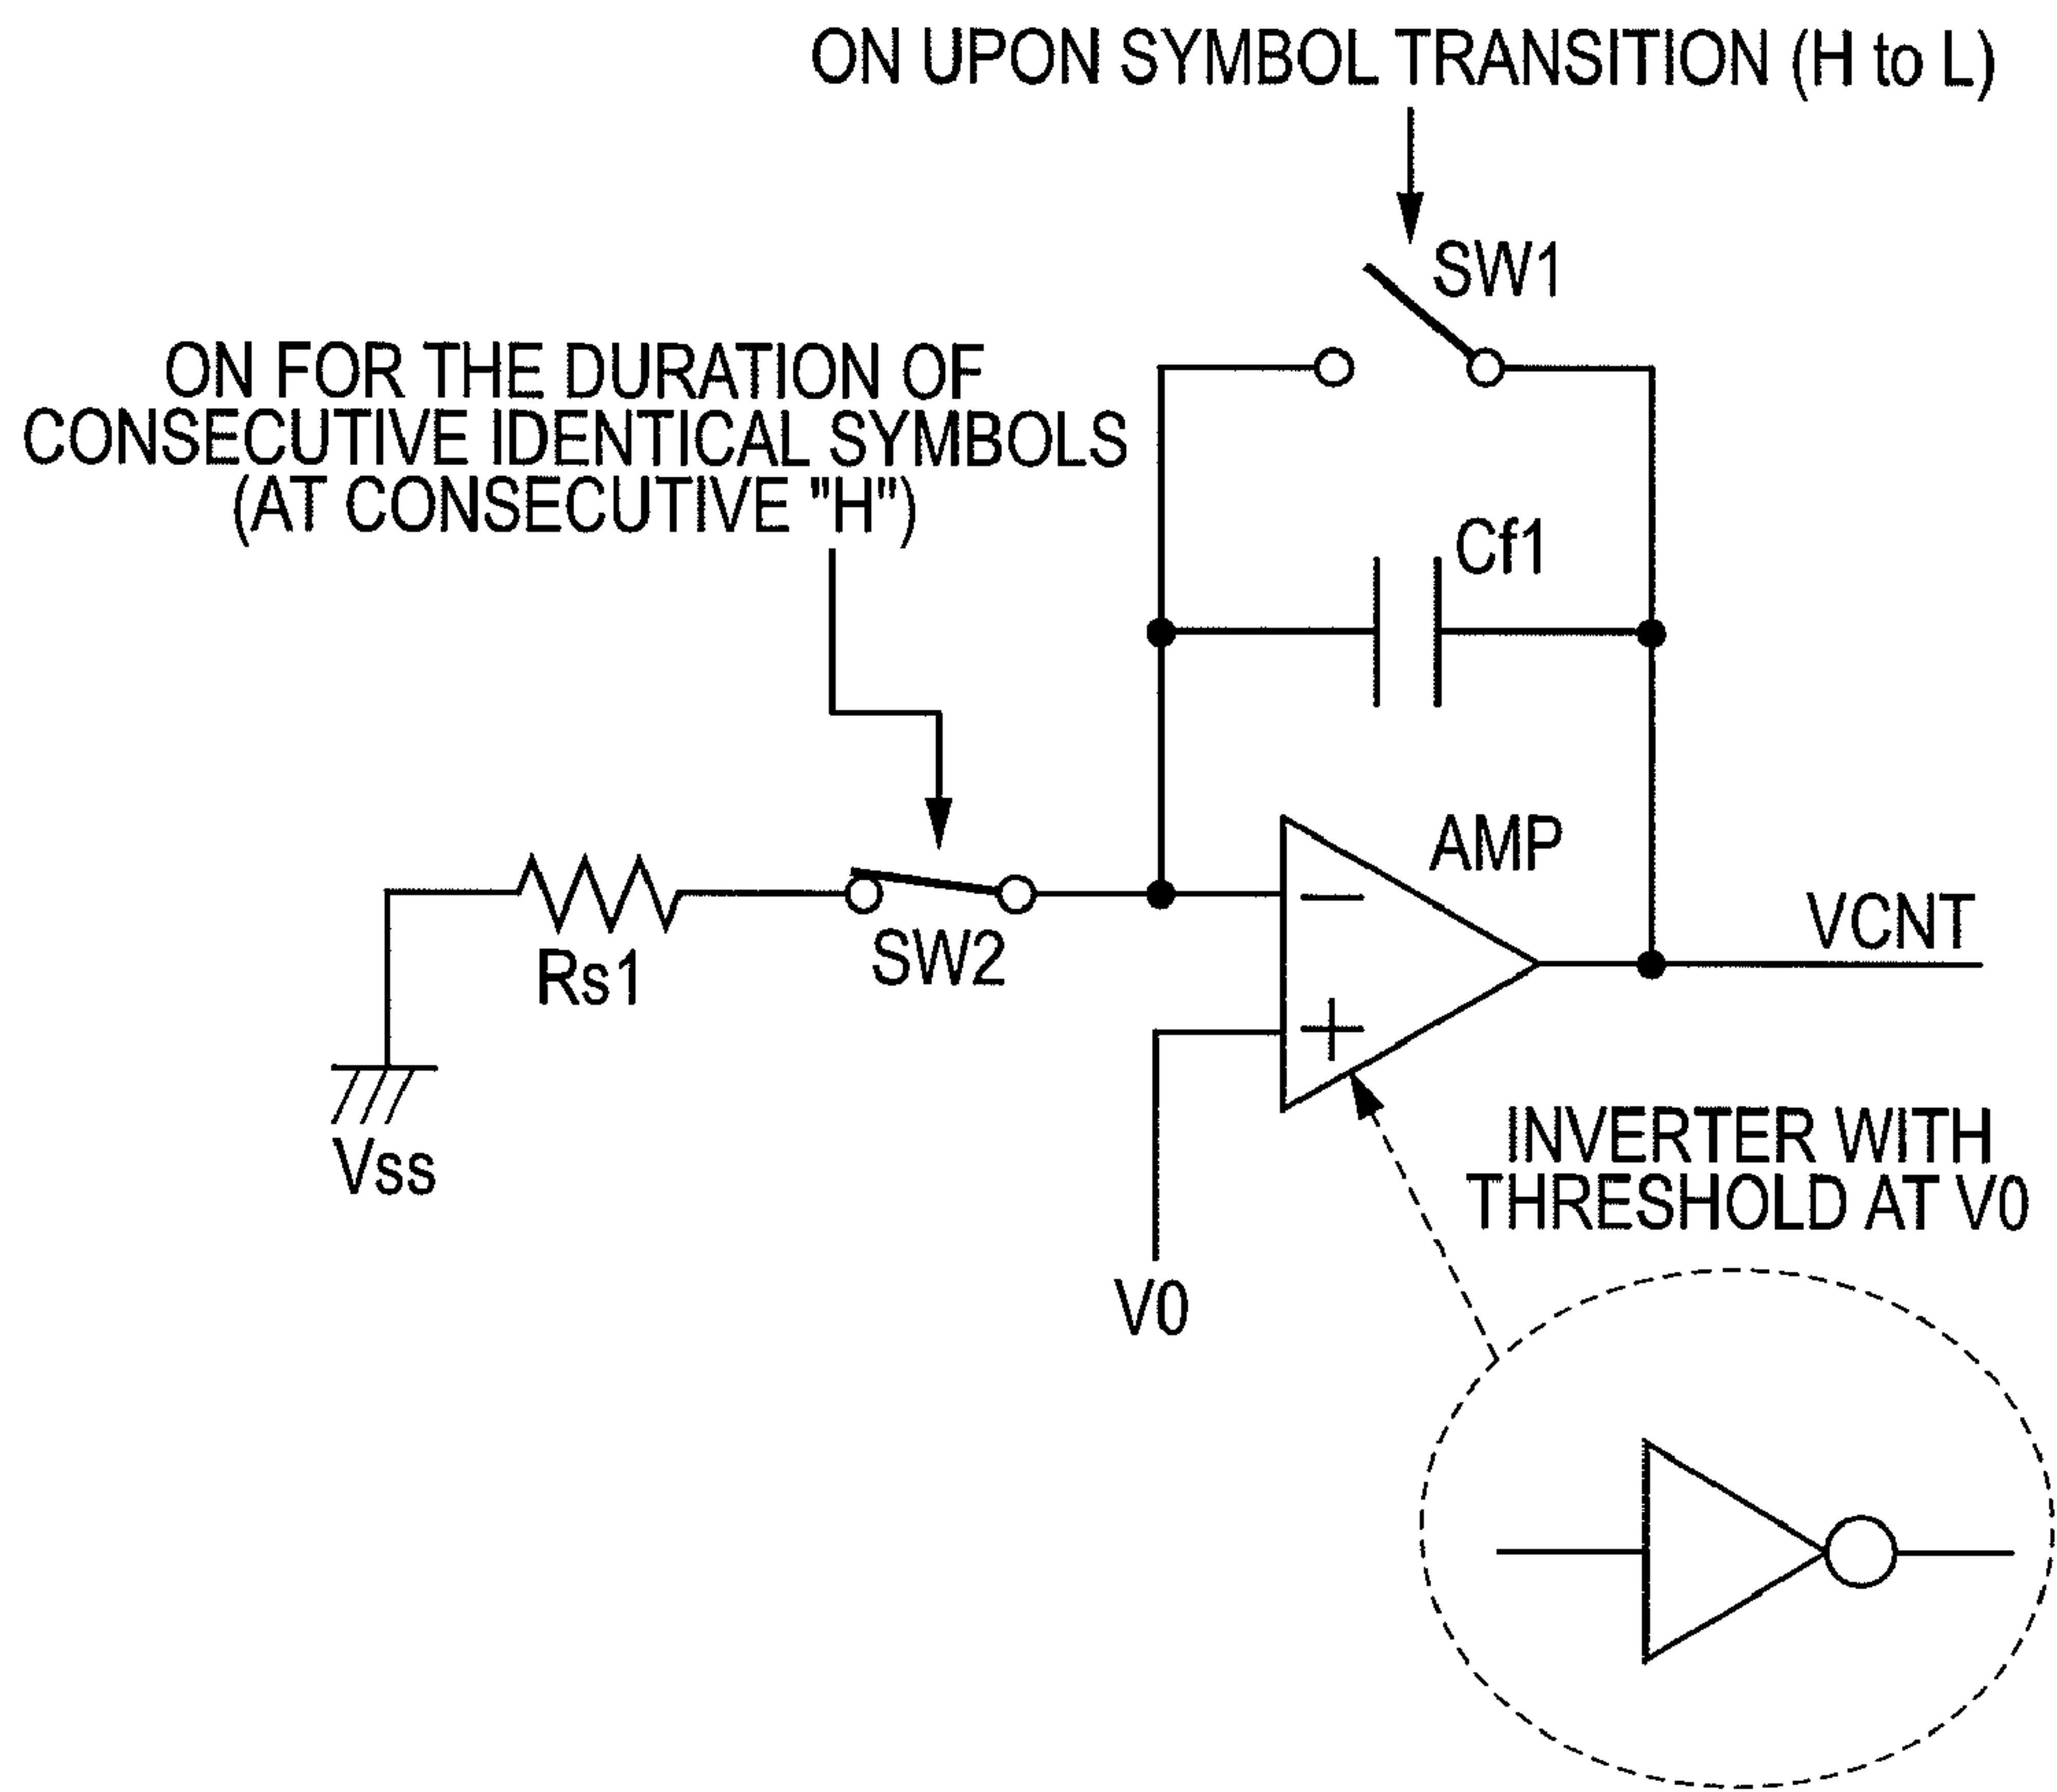 ON UPON SYMBOL TRANSITION (H to L)
SW1
ON FOR THE DURATION OF
CONSECUTIVE IDENTICAL SYMBOLS
(AT CONSECUTIVE "H")
Cf1
AMP
VCNT
SW2
Rs1
Vss
−
+
V0
INVERTER WITH
THRESHOLD AT V0